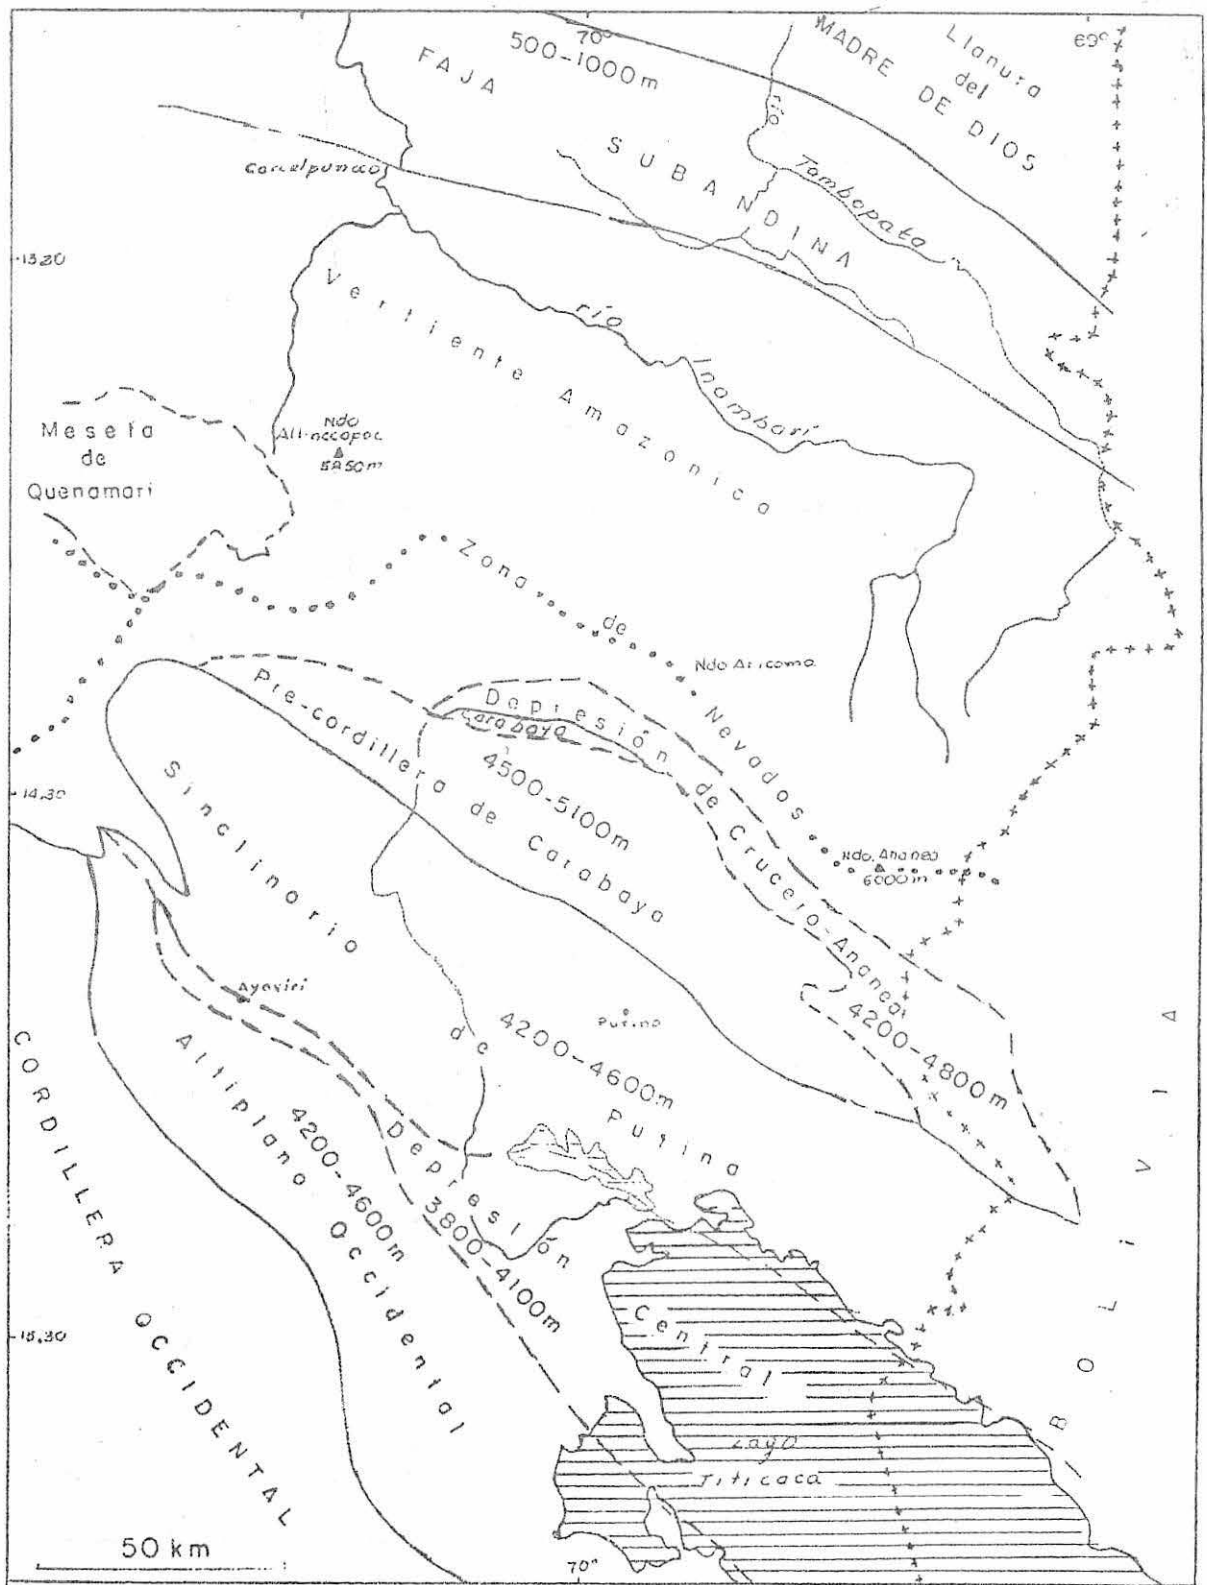 70°
69°
500-1000m
FAJA
SUBANDINA
Llanura
del
MADRE DE DIOS
río Tambopata
Carcelpunco
13.20
Vertiente Amazonica
río Inambari
Meseta
de
Quenamari
Ndo
Allinccapac
5850m
Zona de Nevados
Ndo Aricoma
Pre-cordillera de Carabaya
4500-5100m
Depresión de Crucero-Ananea
Carabaya
4200-4800m
Ndo. Ananea
6000m
14.30
Sinclinorio de Putina
4200-4600m
Putina
Ayaviri
Altiplano Occidental
4200-4600m
Depresión Central
3800-4100m
CORDILLERA OCCIDENTAL
15.30
Lago
Titicaca
BOLÍVIA
50 km
70°